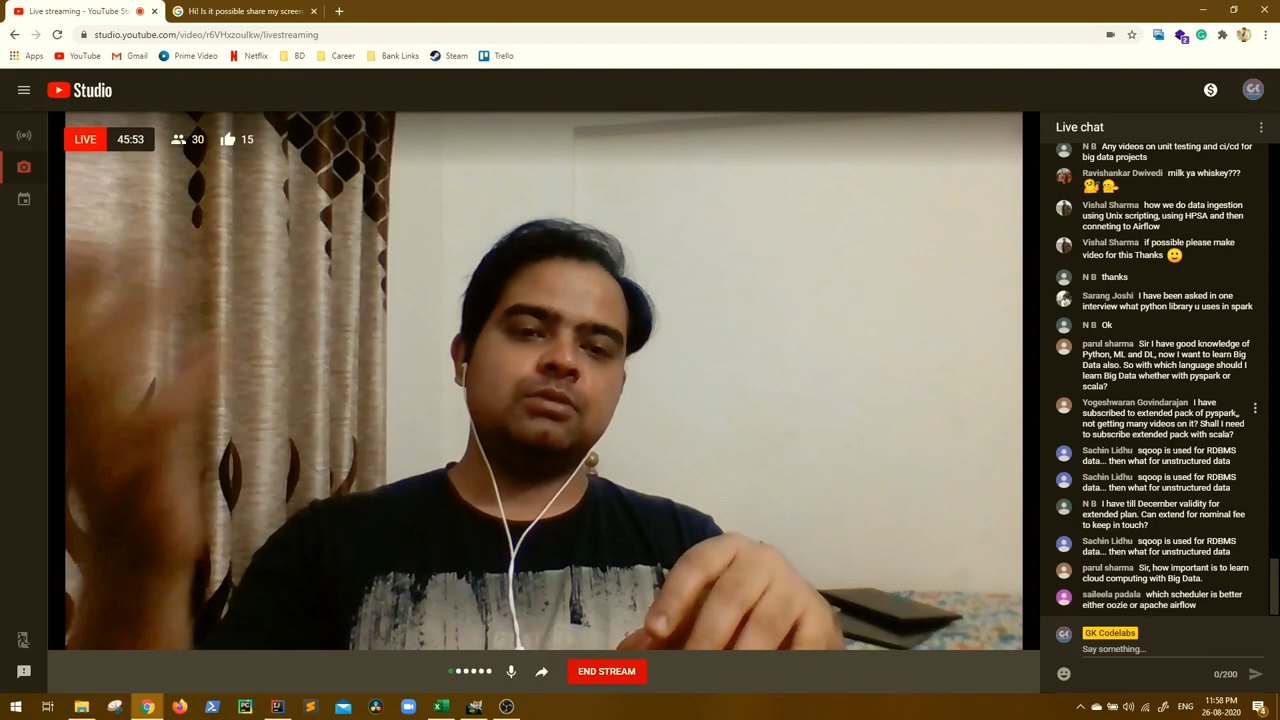 Live streaming - YouTube St
Hi! Is it possible share my screen
studio.youtube.com/video/r6VHxzoulkw/livestreaming
Apps
YouTube
Gmail
Prime Video
Netflix
BD
Career
Bank Links
Steam
Trello
Studio
LIVE 45:53 30 15
Live chat
N B Any videos on unit testing and ci/cd for
big data projects
Ravishankar Dwivedi milk ya whiskey???
Vishal Sharma how we do data ingestion
using Unix scripting, using HPSA and then
conneting to Airflow
Vishal Sharma if possible please make
video for this Thanks
N B thanks
Sarang Joshi I have been asked in one
interview what python library u uses in spark
N B Ok
parul sharma Sir I have good knowledge of
Python, ML and DL, now I want to learn Big
Data also. So with which language should I
learn Big Data whether with pyspark or
scala?
Yogeshwaran Govindarajan I have
subscribed to extended pack of pyspark,,
not getting many videos on it? Shall I need
to subscribe extended pack with scala?
Sachin Lidhu sqoop is used for RDBMS
data... then what for unstructured data
Sachin Lidhu sqoop is used for RDBMS
data... then what for unstructured data
N B I have till December validity for
extended plan. Can extend for nominal fee
to keep in touch?
Sachin Lidhu sqoop is used for RDBMS
data... then what for unstructured data
parul sharma Sir, how important is to learn
cloud computing with Big Data.
saileela padala which scheduler is better
either oozie or apache airflow
GK Codelabs
Say something...
0/200
END STREAM
ENG
11:58 PM
26-08-2020